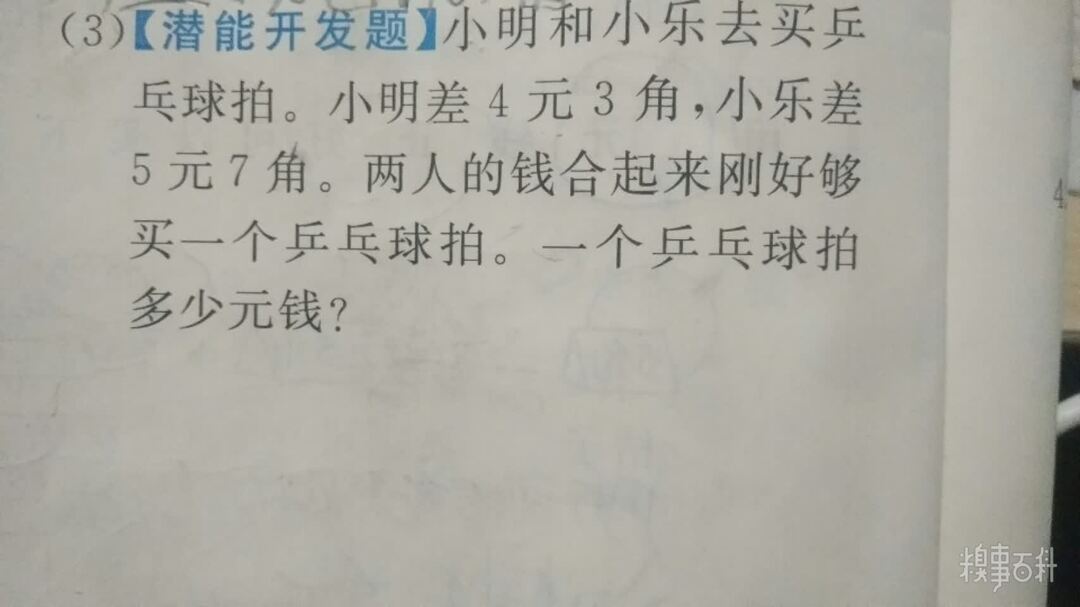 (3)【潜能开发题】小明和小乐去买乒
乓球拍。小明差4元3角,小乐差
5元7角。两人的钱合起来刚好够
买一个乒乓球拍。一个乒乓球拍
多少元钱?
4
糗事百科